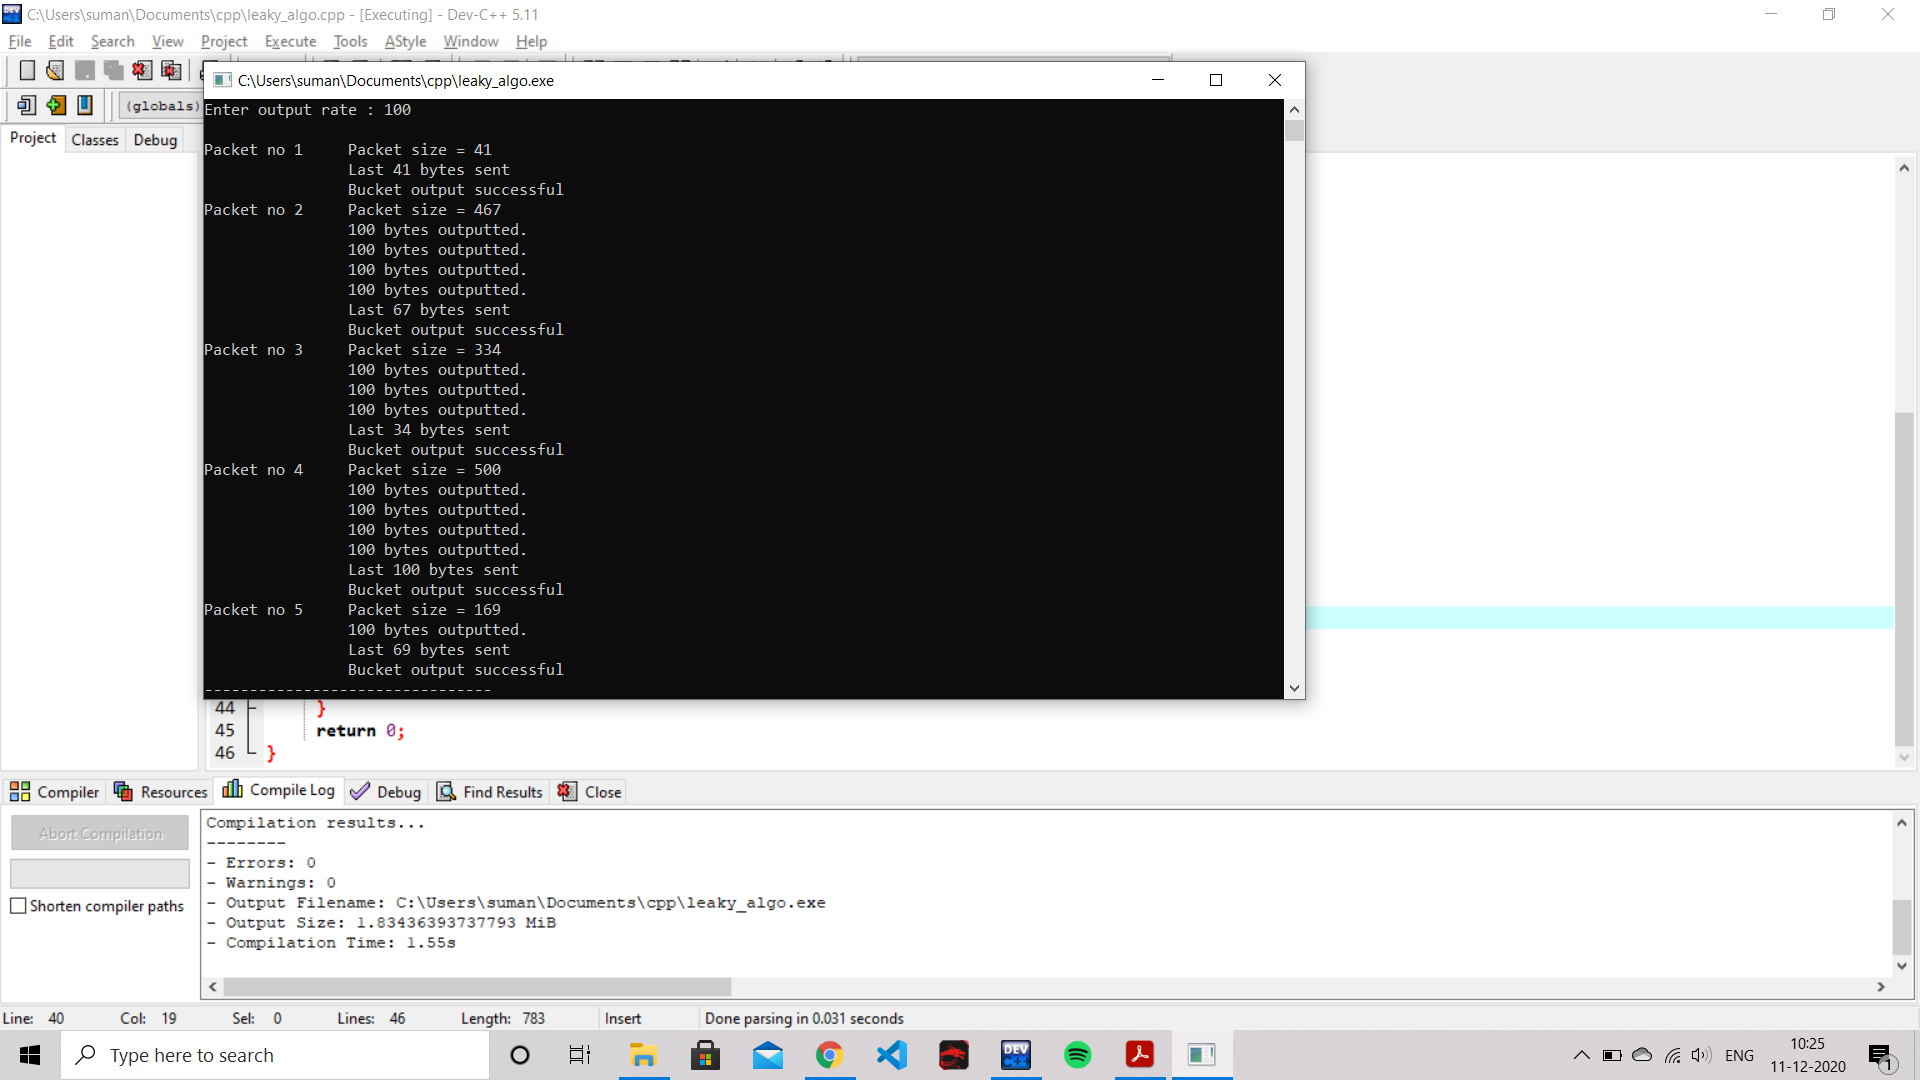 C:\Users\suman\Documents\cpp\leaky_algo.cpp - [Executing] - Dev-C++ 5.11
File Edit Search View Project Execute Tools AStyle Window Help
(globals)
Project Classes Debug
C:\Users\suman\Documents\cpp\leaky_algo.exe
Enter output rate : 100
Packet no 1 Packet size = 41
Last 41 bytes sent
Bucket output successful
Packet no 2 Packet size = 467
100 bytes outputted.
100 bytes outputted.
100 bytes outputted.
100 bytes outputted.
Last 67 bytes sent
Bucket output successful
Packet no 3 Packet size = 334
100 bytes outputted.
100 bytes outputted.
100 bytes outputted.
Last 34 bytes sent
Bucket output successful
Packet no 4 Packet size = 500
100 bytes outputted.
100 bytes outputted.
100 bytes outputted.
100 bytes outputted.
Last 100 bytes sent
Bucket output successful
Packet no 5 Packet size = 169
100 bytes outputted.
Last 69 bytes sent
Bucket output successful
--------------------------------
44 }
45 return 0;
46 }
Compiler Resources Compile Log Debug Find Results Close
Abort Compilation
Shorten compiler paths
Compilation results...
--------
- Errors: 0
- Warnings: 0
- Output Filename: C:\Users\suman\Documents\cpp\leaky_algo.exe
- Output Size: 1.83436393737793 MiB
- Compilation Time: 1.55s
Line: 40 Col: 19 Sel: 0 Lines: 46 Length: 783 Insert Done parsing in 0.031 seconds
Type here to search
DEV
ENG
10:25
11-12-2020
1